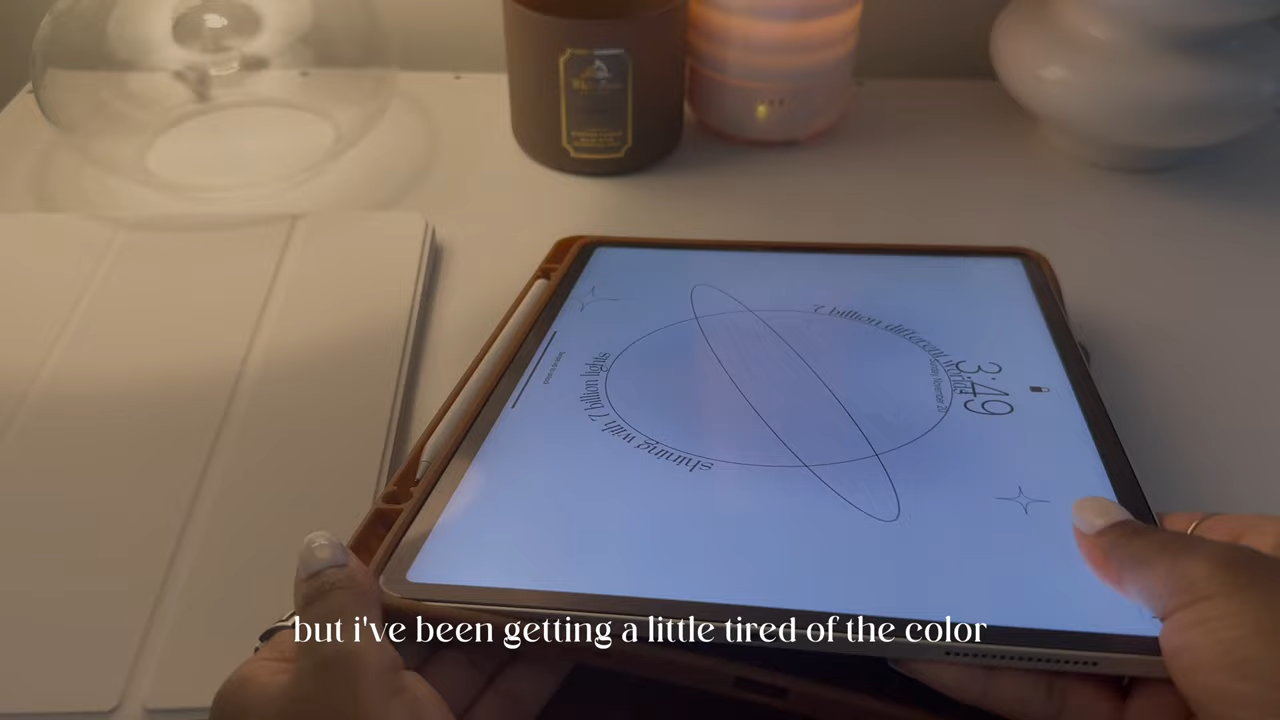 7 billion different worlds
3:49
shining with 7 billion lights
but i've been getting a little tired of the color